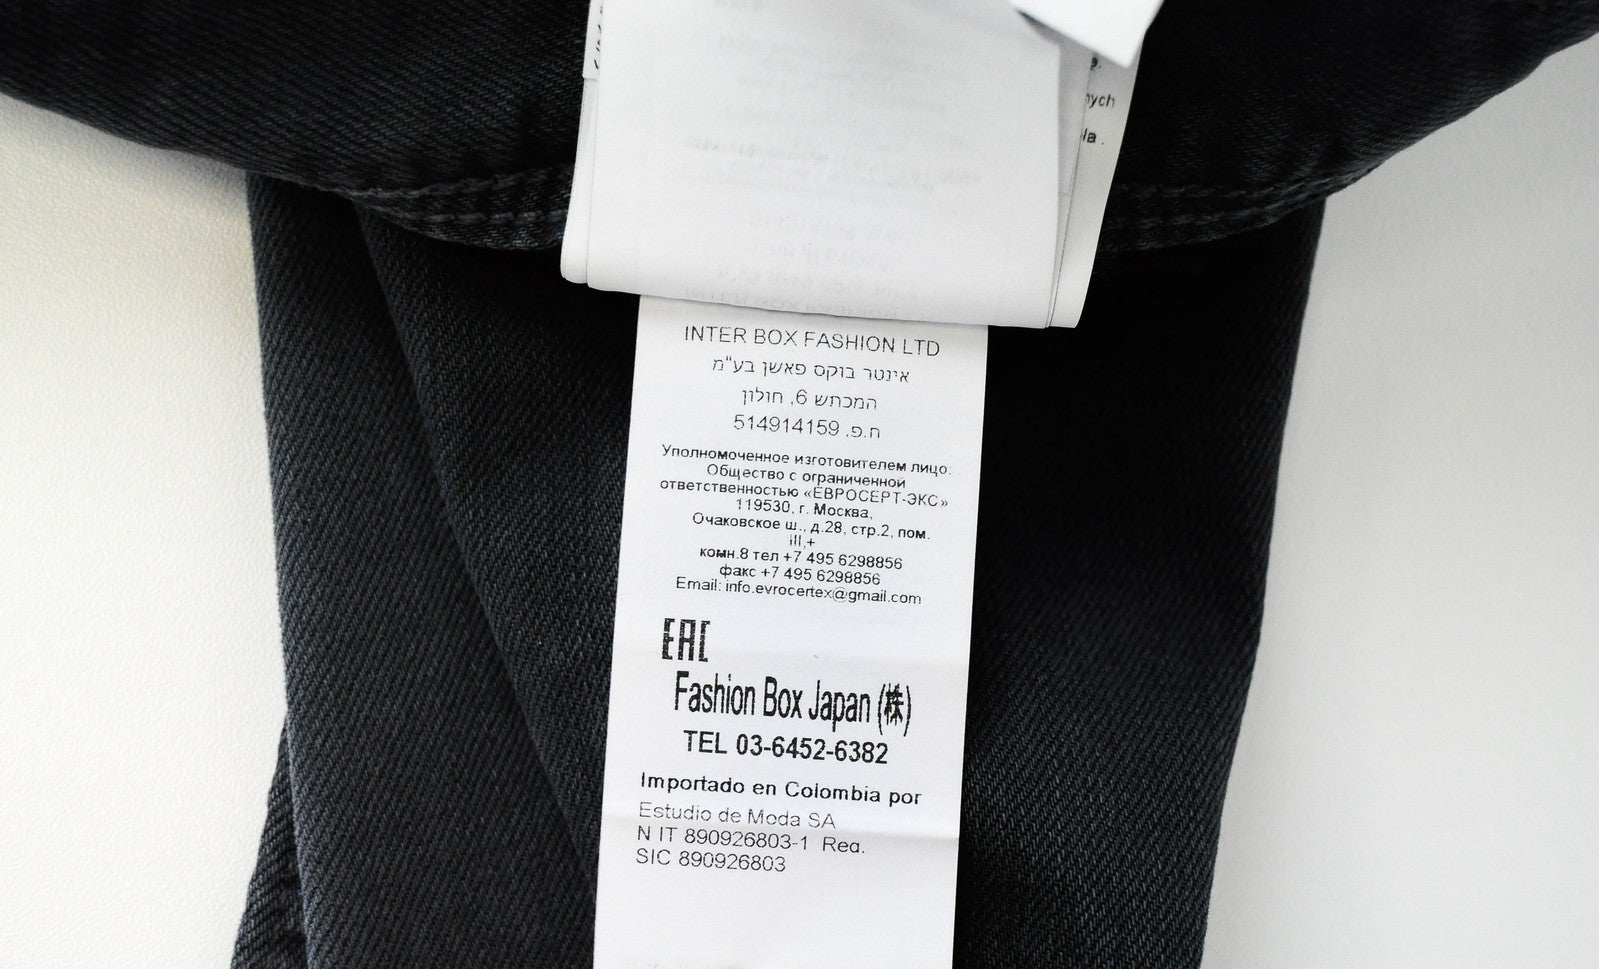 nych
la.
INTER BOX FASHION LTD
אינטר בוקס פאשן בע"מ
המכתש 6, חולון
ח.פ. 514914159
Уполномоченное изготовителем лицо:
Общество с ограниченной
ответственностью «ЕВРОСЕРТ-ЭКС»
119530, г. Москва,
Очаковское ш., д.28, стр.2, пом.
III,+
комн.8 тел +7 495 6298856
факс +7 495 6298856
Email: info.evrocertex@gmail.com
EAC
Fashion Box Japan (株)
TEL 03-6452-6382
Importado en Colombia por
Estudio de Moda SA
N IT 890926803-1 Reg.
SIC 890926803